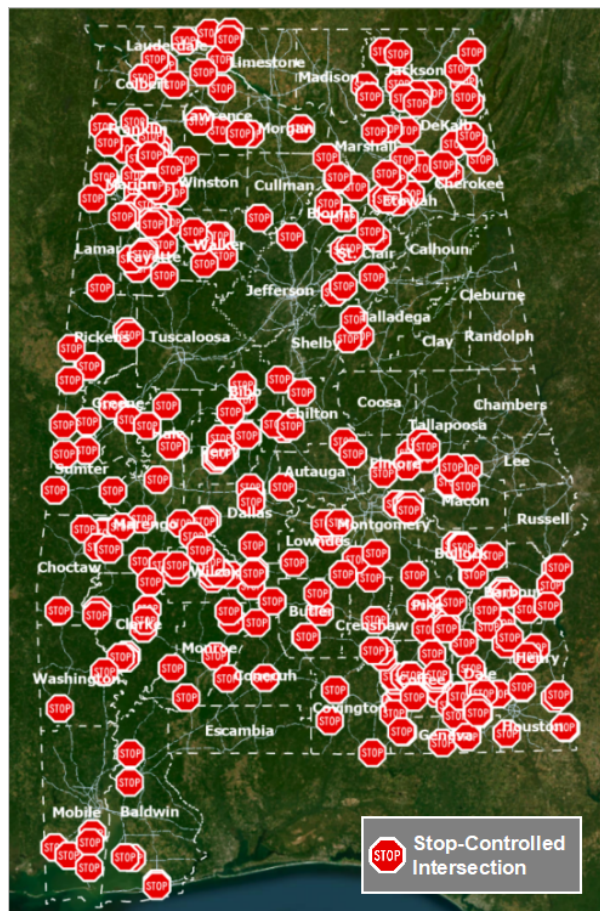 Lauderdale
Limestone
Madison
Jackson
Colbert
Lawrence
Franklin
Morgan
DeKalb
Marshall
Marion
Winston
Cullman
Cherokee
Etowah
Blount
Lamar
Walker
Fayette
St. Clair
Calhoun
Jefferson
Cleburne
Talladega
Pickens
Tuscaloosa
Shelby
Clay
Randolph
Bibb
Greene
Chilton
Coosa
Chambers
Hale
Tallapoosa
Elmore
Lee
Sumter
Autauga
Macon
Dallas
Russell
Marengo
Montgomery
Lowndes
Bullock
Choctaw
Wilcox
Butler
Pike
Barbour
Clarke
Crenshaw
Monroe
Henry
Washington
Conecuh
Dale
Covington
Houston
Geneva
Escambia
Mobile
Baldwin
STOP
Stop-Controlled
Intersection